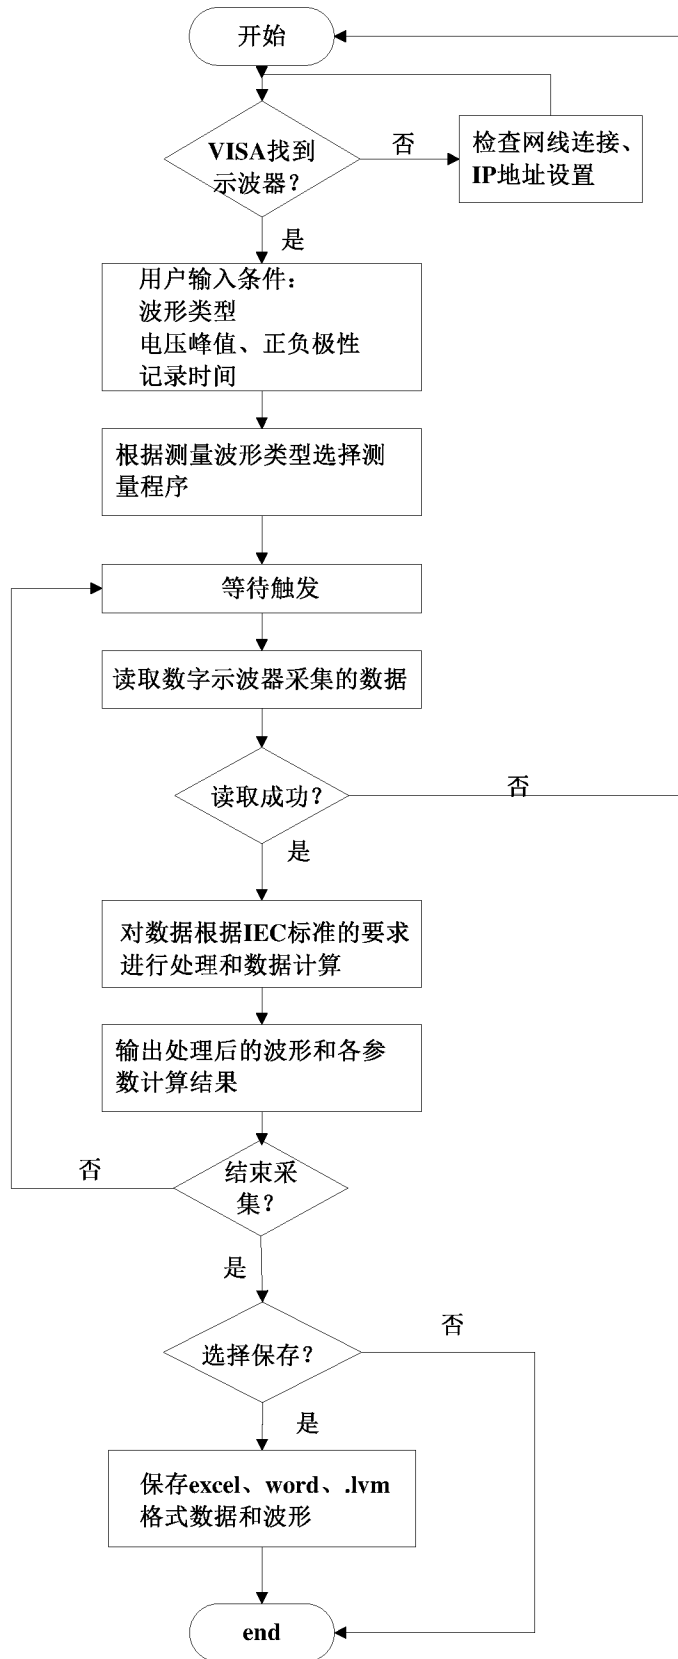 开始
VISA找到
示波器？
否
检查网线连接、
IP地址设置
是
用户输入条件：
波形类型
电压峰值、正负极性
记录时间
根据测量波形类型选择测
量程序
等待触发
读取数字示波器采集的数据
读取成功？
否
是
对数据根据IEC标准的要求
进行处理和数据计算
输出处理后的波形和各参
数计算结果
结束采
集？
否
是
选择保存？
否
是
保存excel、word、.lvm
格式数据和波形
end